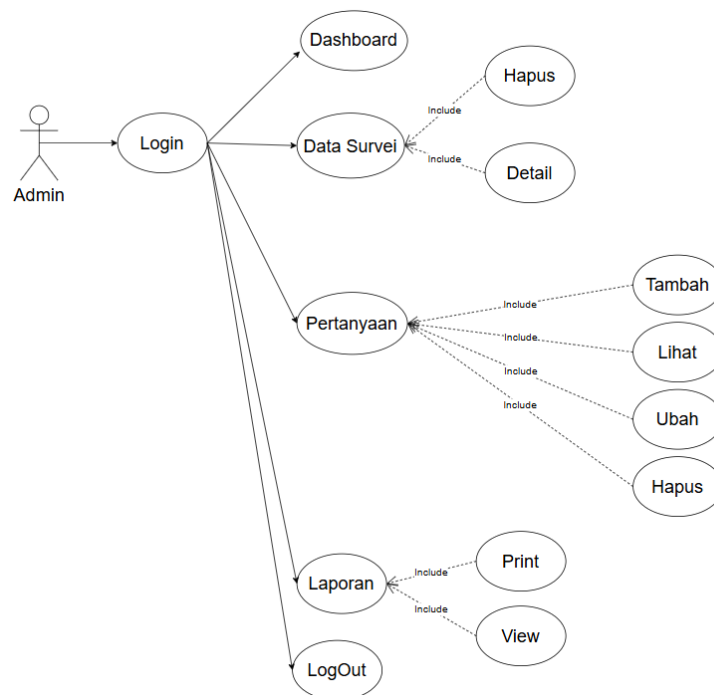 Dashboard
Hapus
Include
Login
Data Survei
Include
Detail
Admin
Tambah
Include
Pertanyaan
Include
Lihat
Include
Ubah
Include
Hapus
Print
Include
Laporan
Include
View
LogOut